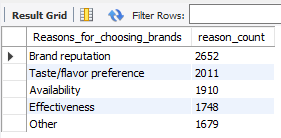 Result Grid Filter Rows:
Reasons_for_choosing_brands reason_count
Brand reputation 2652
Taste/flavor preference 2011
Availability 1910
Effectiveness 1748
Other 1679